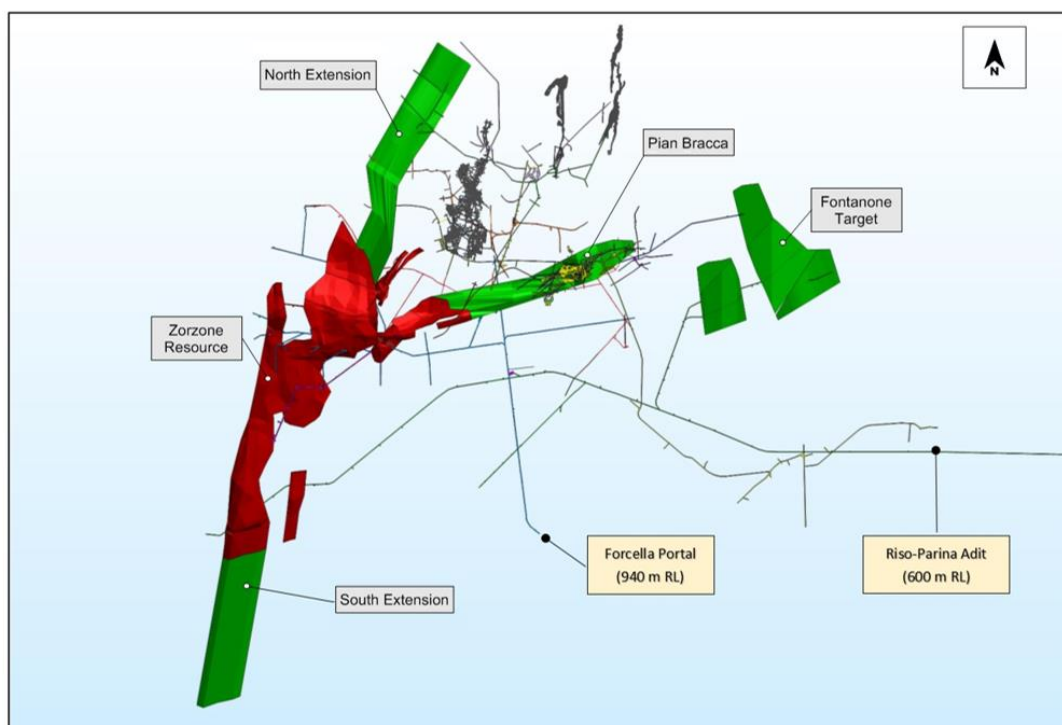 N
North Extension
Pian Bracca
Fontanone
Target
Zorzone
Resource
Forcella Portal
(940 m RL)
Riso-Parina Adit
(600 m RL)
South Extension